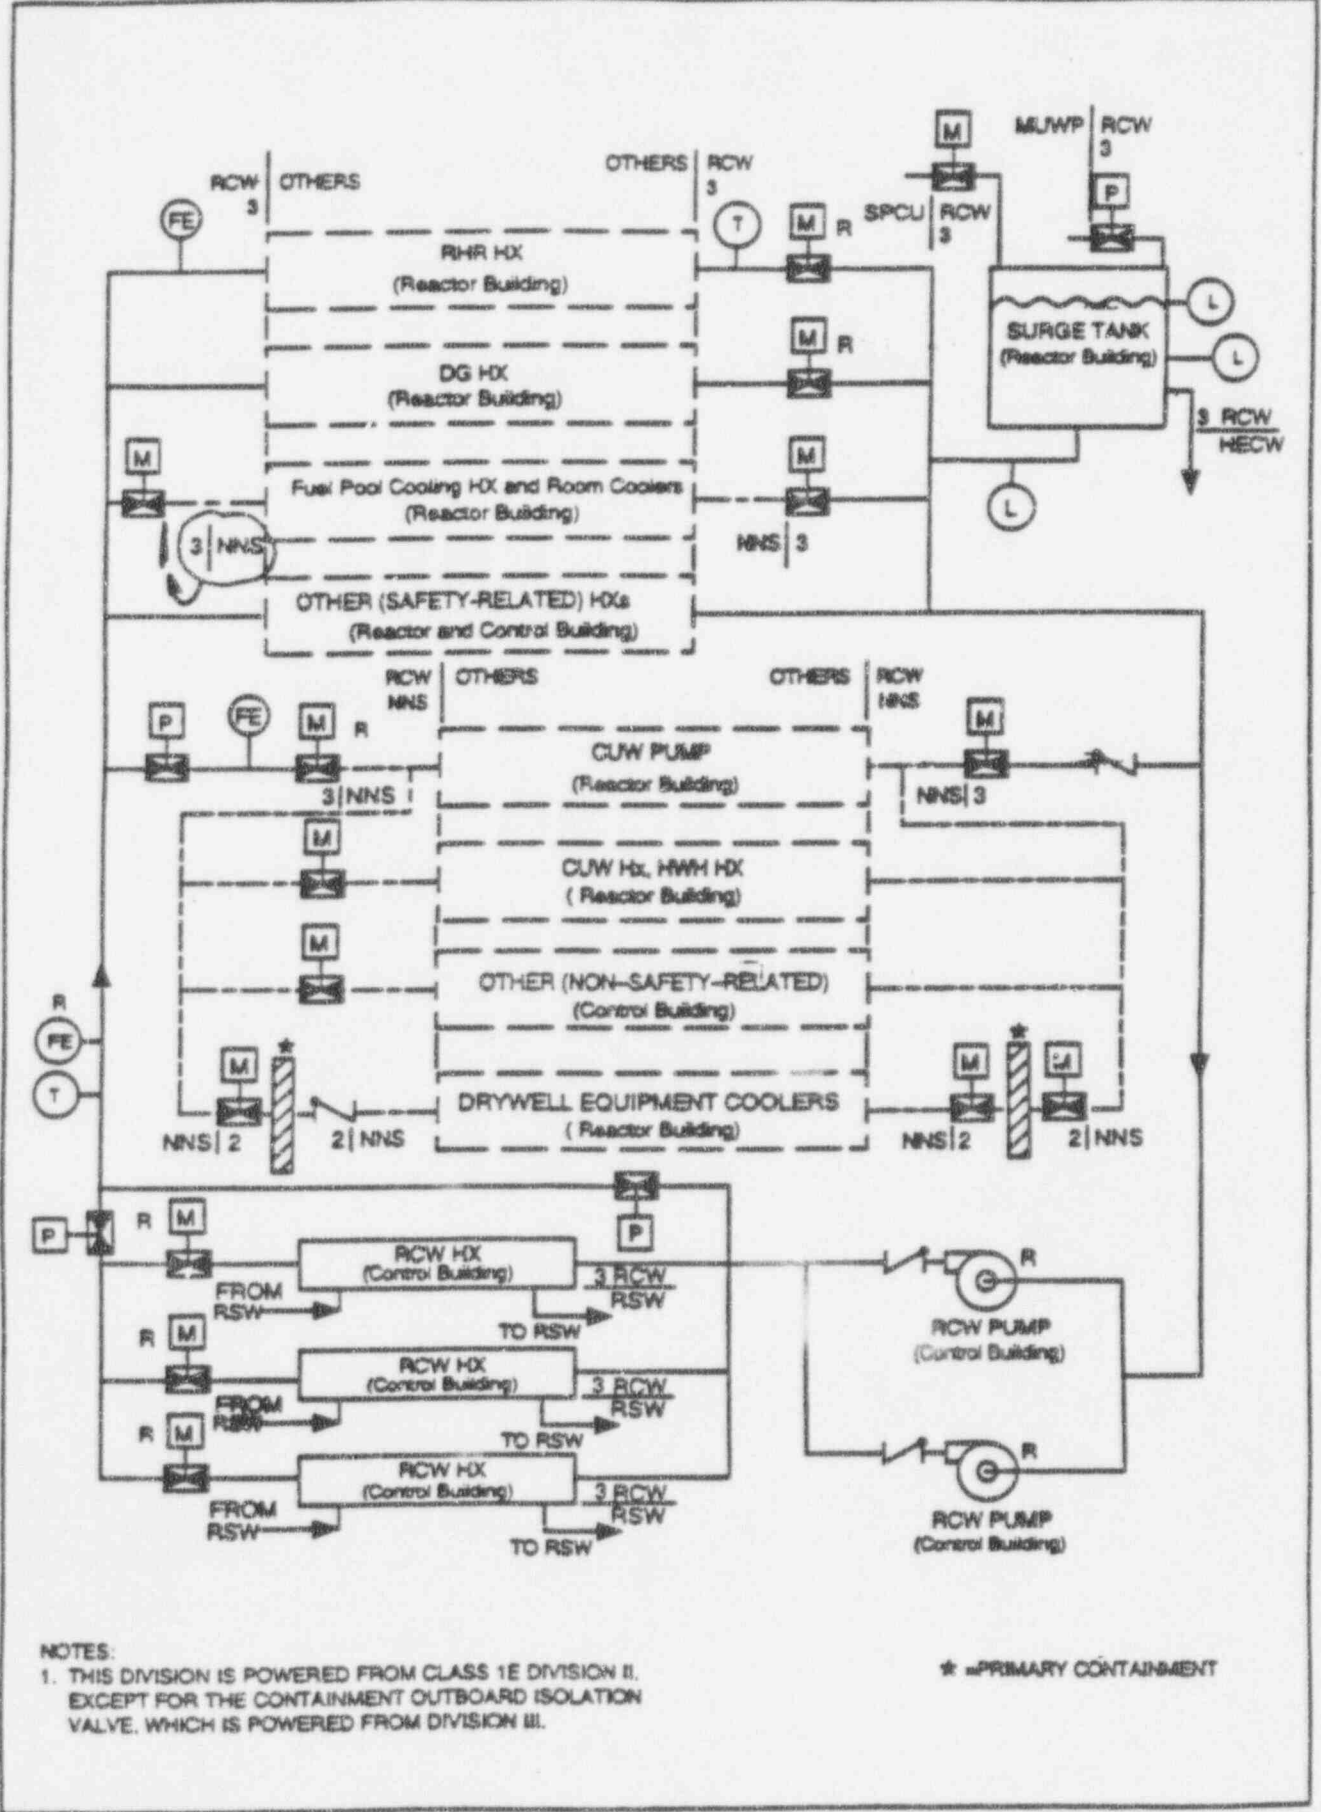 M
MUWP | RCW
3
OTHERS | RCW
3
RCW | OTHERS
3
P
FE
T
M R
SPCU | RCW
3
RHR HX
(Reactor Building)
L
SURGE TANK
(Reactor Building)
M R
L
DG HX
(Reactor Building)
3 RCW
HECW
M
M
Fuel Pool Cooling HX and Room Coolers
(Reactor Building)
L
3 | NNS
NNS | 3
OTHER (SAFETY-RELATED) HXs
(Reactor and Control Building)
RCW | OTHERS
NNS
OTHERS | RCW
NNS
P
FE
M R
M
CUW PUMP
(Reactor Building)
3 | NNS
NNS | 3
M
CUW Hx, HWH HX
( Reactor Building)
M
OTHER (NON-SAFETY-RELATED)
(Control Building)
R
FE
T
M
*
M
*
M
DRYWELL EQUIPMENT COOLERS
( Reactor Building)
NNS | 2
2 | NNS
NNS | 2
2 | NNS
P
R M
P
RCW HX
(Control Building)
FROM
RSW
TO RSW
3 RCW
RSW
R
RCW PUMP
(Control Building)
R M
RCW HX
(Control Building)
FROM
RSW
TO RSW
3 RCW
RSW
R M
RCW HX
(Control Building)
FROM
RSW
TO RSW
3 RCW
RSW
R
RCW PUMP
(Control Building)
NOTES:
1. THIS DIVISION IS POWERED FROM CLASS 1E DIVISION II,
EXCEPT FOR THE CONTAINMENT OUTBOARD ISOLATION
VALVE, WHICH IS POWERED FROM DIVISION III.
* =PRIMARY CONTAINMENT